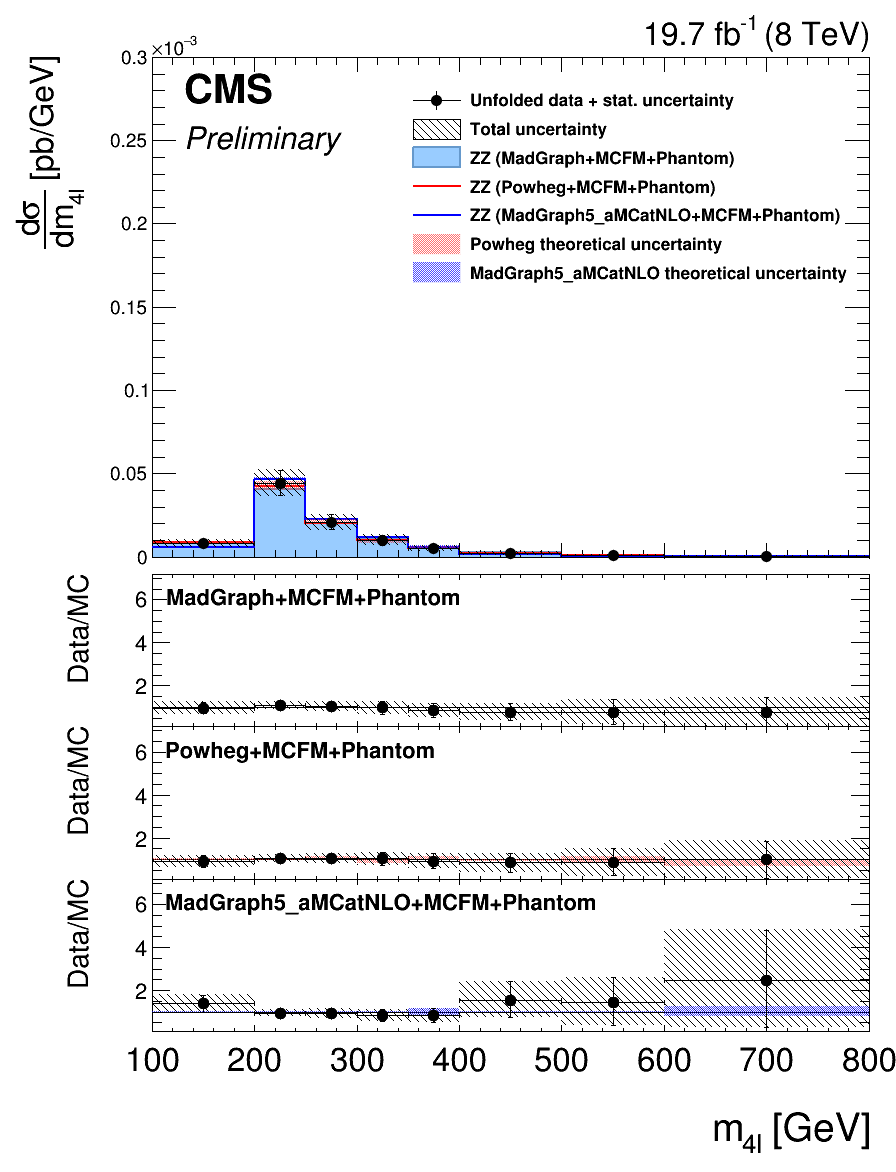 19.7 fb⁻¹ (8 TeV)
×10⁻³
CMS
Preliminary
dσ
dm₄ₗ
[pb/GeV]
0.3
0.25
0.2
0.15
0.1
0.05
0
Unfolded data + stat. uncertainty
Total uncertainty
ZZ (MadGraph+MCFM+Phantom)
ZZ (Powheg+MCFM+Phantom)
ZZ (MadGraph5_aMCatNLO+MCFM+Phantom)
Powheg theoretical uncertainty
MadGraph5_aMCatNLO theoretical uncertainty
Data/MC
6
4
2
MadGraph+MCFM+Phantom
Data/MC
6
4
2
Powheg+MCFM+Phantom
Data/MC
6
4
2
MadGraph5_aMCatNLO+MCFM+Phantom
100 200 300 400 500 600 700 800
m₄ₗ [GeV]